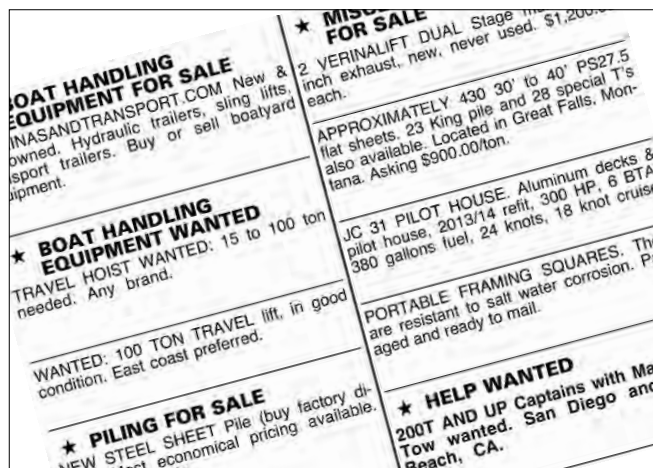 BOAT HANDLING
EQUIPMENT FOR SALE
INASANDTRANSPORT.COM New &
owned. Hydraulic trailers, sling lifts,
sport trailers. Buy or sell boatyard
uipment.
★ BOAT HANDLING
EQUIPMENT WANTED
TRAVEL HOIST WANTED: 15 to 100 ton
needed. Any brand.
WANTED: 100 TON TRAVEL lift, in good
condition. East coast preferred.
★ PILING FOR SALE
NEW STEEL SHEET Pile (buy factory di-
economical pricing available.
★
FOR SALE
2 VERINALIFT DUAL Stage
inch exhaust, new, never used. $1,200.
each.
APPROXIMATELY 430 30' to 40' PS27.5
flat sheets. 23 King pile and 28 special T's
also available. Located in Great Falls, Mon-
tana. Asking $900.00/ton.
JC 31 PILOT HOUSE. Aluminum decks &
pilot house, 2013/14 refit, 300 HP, 6 BTA,
380 gallons fuel, 24 knots, 18 knot cruise
PORTABLE FRAMING SQUARES.
are resistant to salt water corrosion.
aged and ready to mail.
★ HELP WANTED
200T AND UP Captains with
Tow wanted. San Diego and
Beach, CA.